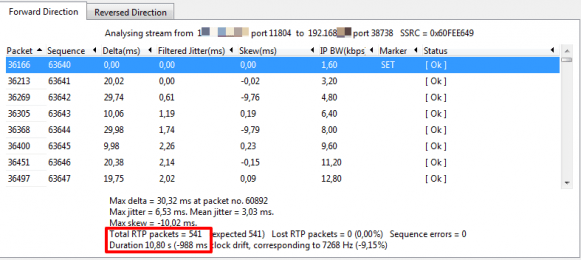 Forward Direction Reversed Direction
Analysing stream from 1 port 11804 to 192.168 port 38738 SSRC = 0x60FEE649
Packet Sequence Delta(ms) Filtered Jitter(ms) Skew(ms) IP BW(kbps) Marker Status
36166 63640 0,00 0,00 0,00 1,60 SET [ Ok ]
36213 63641 20,02 0,00 -0,02 3,20 [ Ok ]
36269 63642 29,74 0,61 -9,76 4,80 [ Ok ]
36305 63643 10,06 1,19 0,19 6,40 [ Ok ]
36368 63644 29,98 1,74 -9,79 8,00 [ Ok ]
36400 63645 9,98 2,26 0,23 9,60 [ Ok ]
36451 63646 20,38 2,14 -0,15 11,20 [ Ok ]
36497 63647 19,75 2,02 0,09 12,80 [ Ok ]
Max delta = 30,32 ms at packet no. 60892
Max jitter = 6,53 ms. Mean jitter = 3,03 ms.
Max skew = -10,02 ms.
Total RTP packets = 541 (expected 541) Lost RTP packets = 0 (0,00%) Sequence errors = 0
Duration 10,80 s (-988 ms clock drift, corresponding to 7268 Hz (-9,15%)